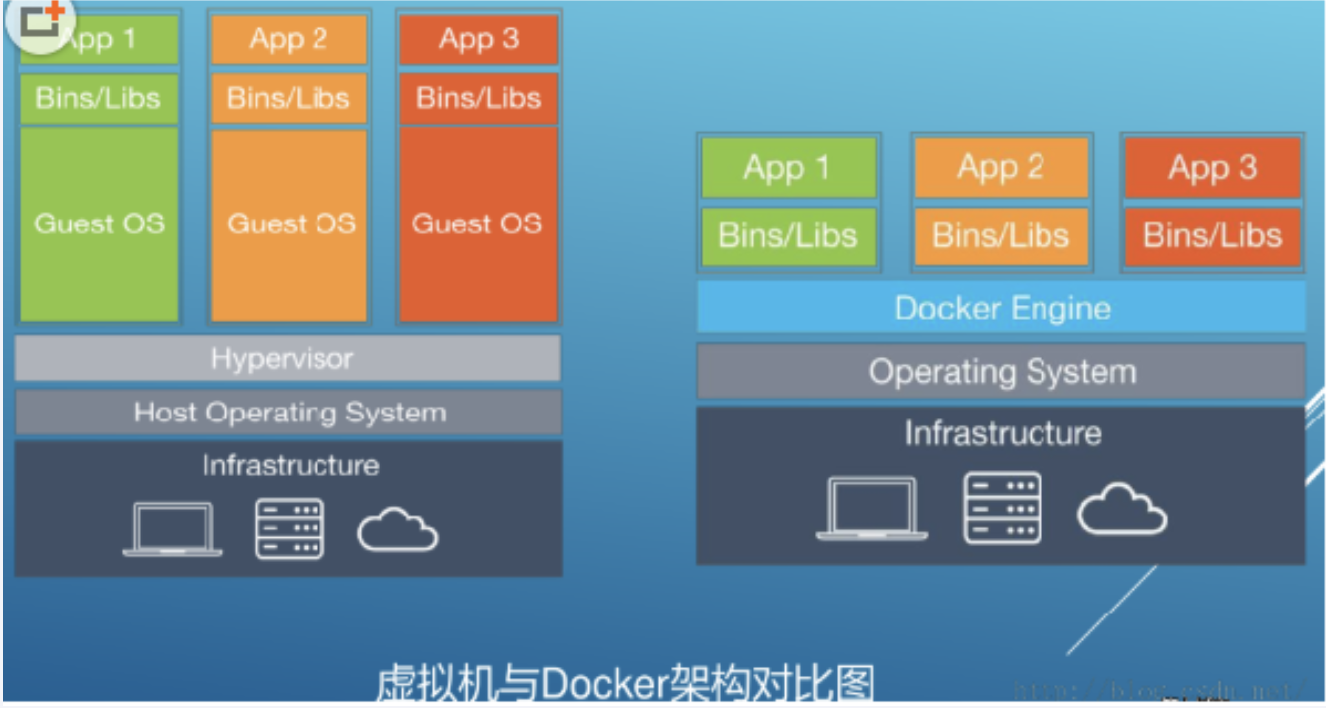 App 1
App 2
App 3
Bins/Libs
Bins/Libs
Bins/Libs
Guest OS
Guest OS
Guest OS
Hypervisor
Host Operating System
Infrastructure
App 1
App 2
App 3
Bins/Libs
Bins/Libs
Bins/Libs
Docker Engine
Operating System
Infrastructure
虚拟机与Docker架构对比图
http://blog.csdn.net/